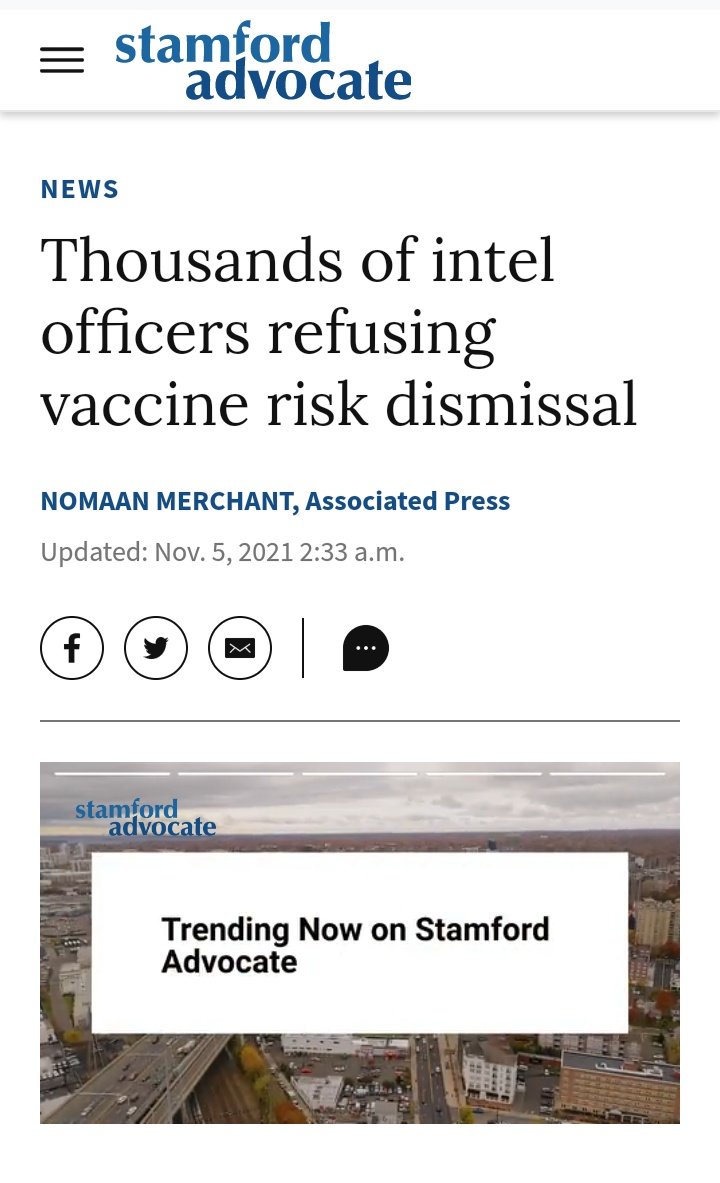 stamford
advocate
NEWS
Thousands of intel
officers refusing
vaccine risk dismissal
NOMAAN MERCHANT, Associated Press
Updated: Nov. 5, 2021 2:33 a.m.
stamford
advocate
Trending Now on Stamford
Advocate